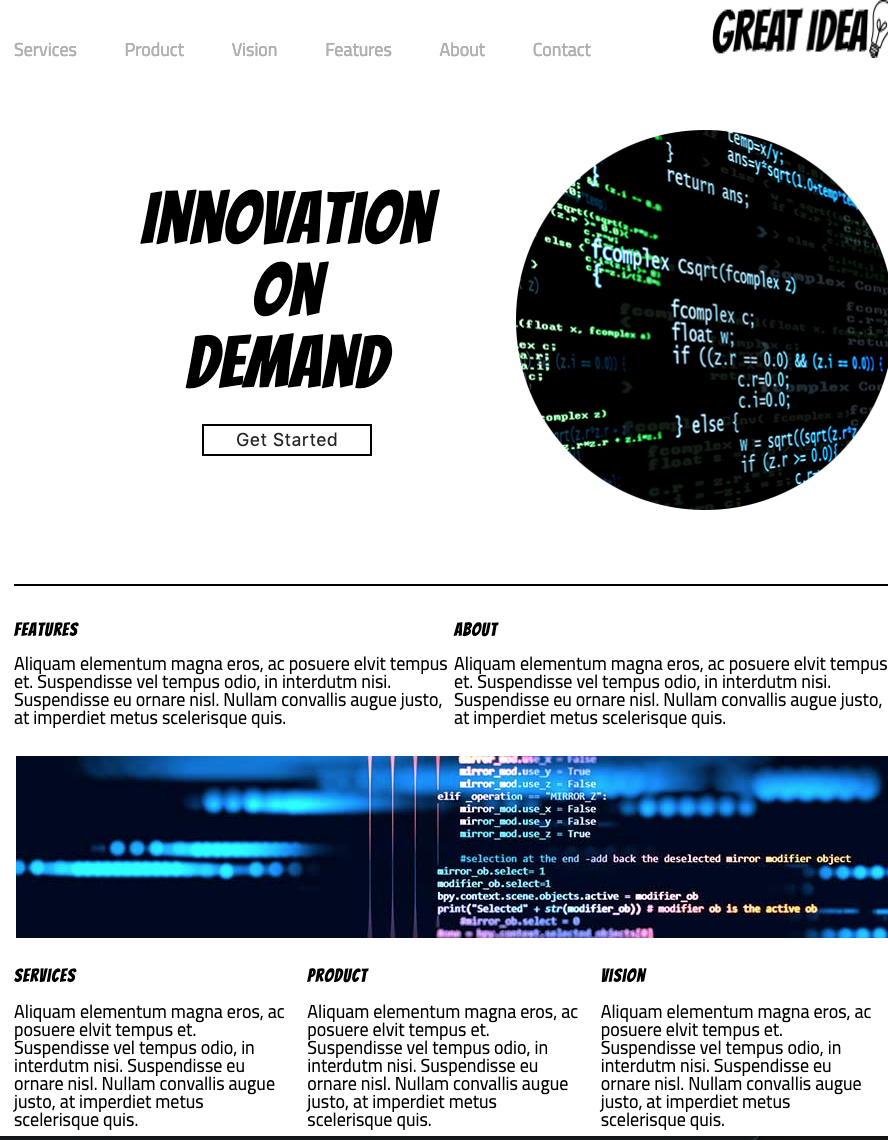 Services Product Vision Features About Contact
GREAT IDEA
INNOVATION
ON
DEMAND
Get Started
temp=x/y;
}
ans=y*sqrt(1.0+temp*te
return ans;
fcomplex Csqrt(fcomplex z)
{
fcomplex c;
float w;
if ((z.r == 0.0) && (z.i == 0.0)) {
c.r=0.0;
c.i=0.0;
} else {
w = sqrt((sqrt(z.r*z
if (z.r >= 0.0){
c.r
FEATURES
Aliquam elementum magna eros, ac posuere elvit tempus
et. Suspendisse vel tempus odio, in interdutm nisi.
Suspendisse eu ornare nisl. Nullam convallis augue justo,
at imperdiet metus scelerisque quis.
ABOUT
Aliquam elementum magna eros, ac posuere elvit tempus
et. Suspendisse vel tempus odio, in interdutm nisi.
Suspendisse eu ornare nisl. Nullam convallis augue justo,
at imperdiet metus scelerisque quis.
mirror_mod.use_x = False
mirror_mod.use_y = True
mirror_mod.use_z = False
elif _operation == "MIRROR_Z":
mirror_mod.use_x = False
mirror_mod.use_y = False
mirror_mod.use_z = True
#selection at the end -add back the deselected mirror modifier object
mirror_ob.select= 1
modifier_ob.select=1
bpy.context.scene.objects.active = modifier_ob
print("Selected" + str(modifier_ob)) # modifier ob is the active ob
#mirror_ob.select = 0
= bpy.context.selected_objects[0]
SERVICES
Aliquam elementum magna eros, ac
posuere elvit tempus et.
Suspendisse vel tempus odio, in
interdutm nisi. Suspendisse eu
ornare nisl. Nullam convallis augue
justo, at imperdiet metus
scelerisque quis.
PRODUCT
Aliquam elementum magna eros, ac
posuere elvit tempus et.
Suspendisse vel tempus odio, in
interdutm nisi. Suspendisse eu
ornare nisl. Nullam convallis augue
justo, at imperdiet metus
scelerisque quis.
VISION
Aliquam elementum magna eros, ac
posuere elvit tempus et.
Suspendisse vel tempus odio, in
interdutm nisi. Suspendisse eu
ornare nisl. Nullam convallis augue
justo, at imperdiet metus
scelerisque quis.